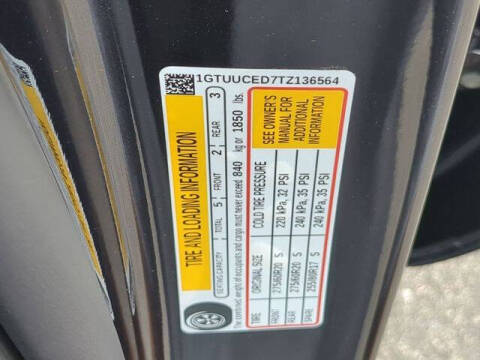 1GTUUCED7TZ136564
TIRE AND LOADING INFORMATION
SEATING CAPACITY TOTAL 5 FRONT 2 REAR 3
The combined weight of occupants and cargo must never exceed 840 kg or 1850 lbs.
TIRE ORIGINAL SIZE COLD TIRE PRESSURE
FRONT 275/60R20 S 220 kPa, 32 PSI
REAR 275/60R20 S 240 kPa, 35 PSI
SPARE 255/80R17 S 240 kPa, 35 PSI
SEE OWNER'S
MANUAL FOR
ADDITIONAL
INFORMATION